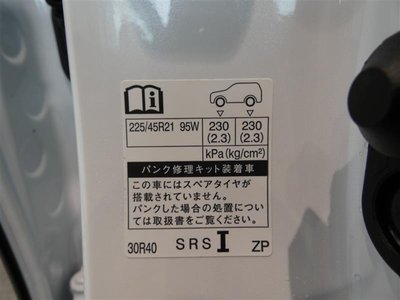 225/45R21 95W 230 (2.3) 230 (2.3)
kPa(kg/cm²)
パンク修理キット装着車
この車にはスペアタイヤが
搭載されていません。
パンクした場合の処置につい
ては取扱書をご覧ください。
30R40 SRS I ZP